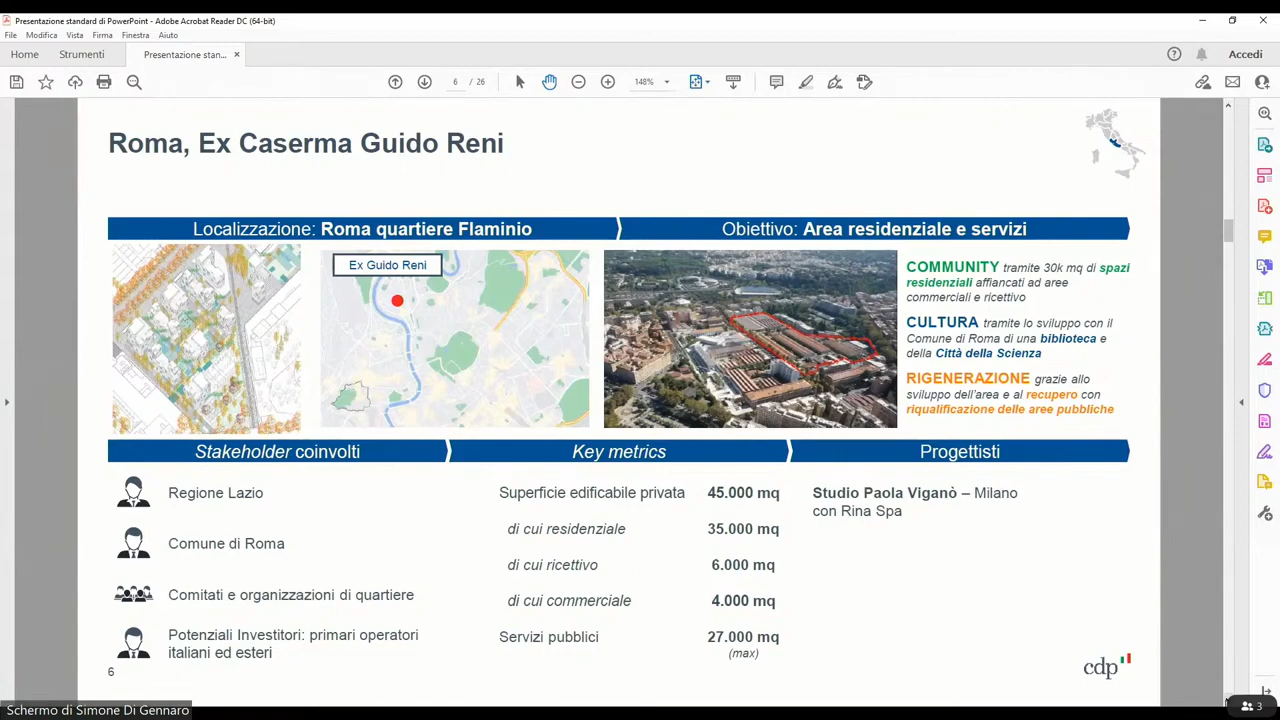 Presentazione standard di PowerPoint - Adobe Acrobat Reader DC (64-bit)
File Modifica Vista Firma Finestra Aiuto
Home Strumenti Presentazione stan... × Accedi
6 / 26 148%
Roma, Ex Caserma Guido Reni
Localizzazione: Roma quartiere Flaminio
Obiettivo: Area residenziale e servizi
Ex Guido Reni
COMMUNITY tramite 30k mq di spazi
residenziali affiancati ad aree
commerciali e ricettivo
CULTURA tramite lo sviluppo con il
Comune di Roma di una biblioteca e
della Città della Scienza
RIGENERAZIONE grazie allo
sviluppo dell'area e al recupero con
riqualificazione delle aree pubbliche
Stakeholder coinvolti
Regione Lazio
Comune di Roma
Comitati e organizzazioni di quartiere
Potenziali Investitori: primari operatori
italiani ed esteri
Key metrics
Superficie edificabile privata 45.000 mq
di cui residenziale 35.000 mq
di cui ricettivo 6.000 mq
di cui commerciale 4.000 mq
Servizi pubblici 27.000 mq
(max)
Progettisti
Studio Paola Viganò – Milano
con Rina Spa
6
cdp
Schermo di Simone Di Gennaro
3